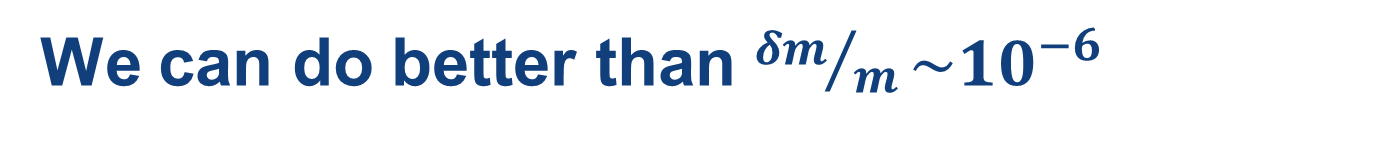 We can do better than 𝜹𝒎/𝒎 ~𝟏𝟎⁻⁶